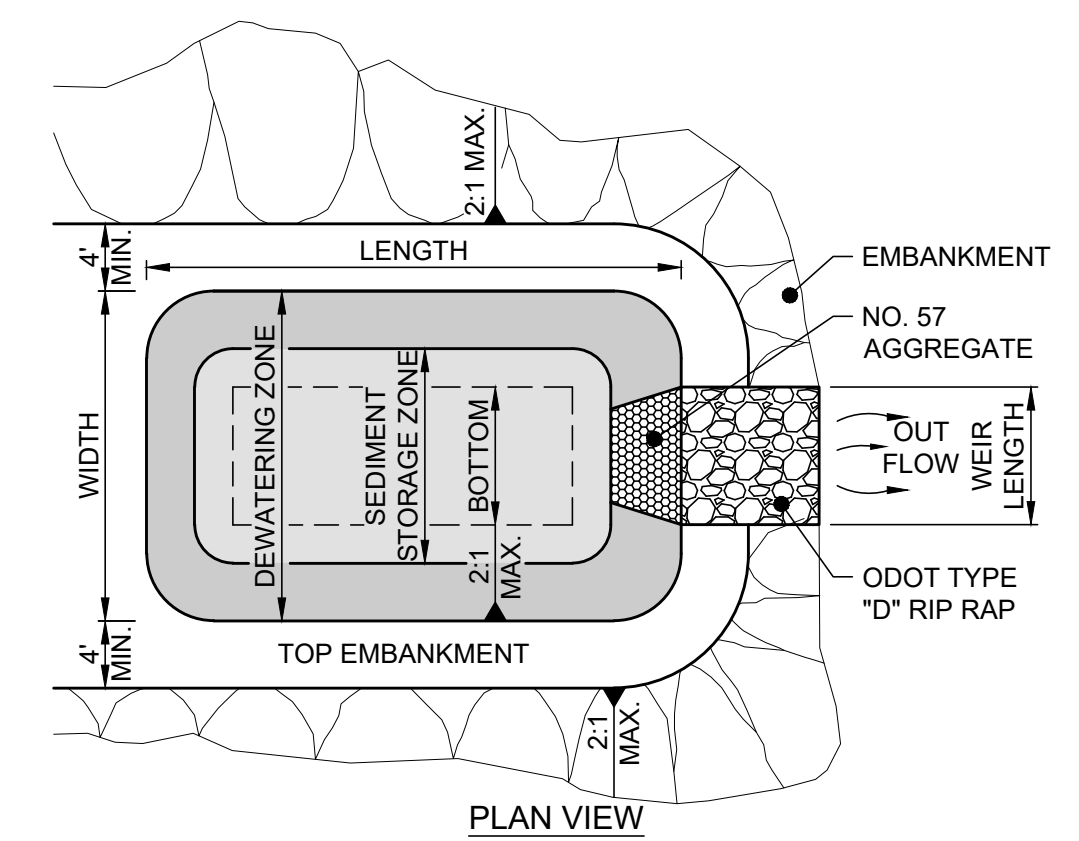 2:1 MAX.
4'
MIN.
LENGTH
EMBANKMENT
NO. 57
AGGREGATE
WIDTH
DEWATERING ZONE
SEDIMENT
STORAGE ZONE
BOTTOM
2:1
MAX.
OUT
FLOW
WEIR
LENGTH
ODOT TYPE
"D" RIP RAP
4'
MIN.
TOP EMBANKMENT
2:1
MAX.
PLAN VIEW